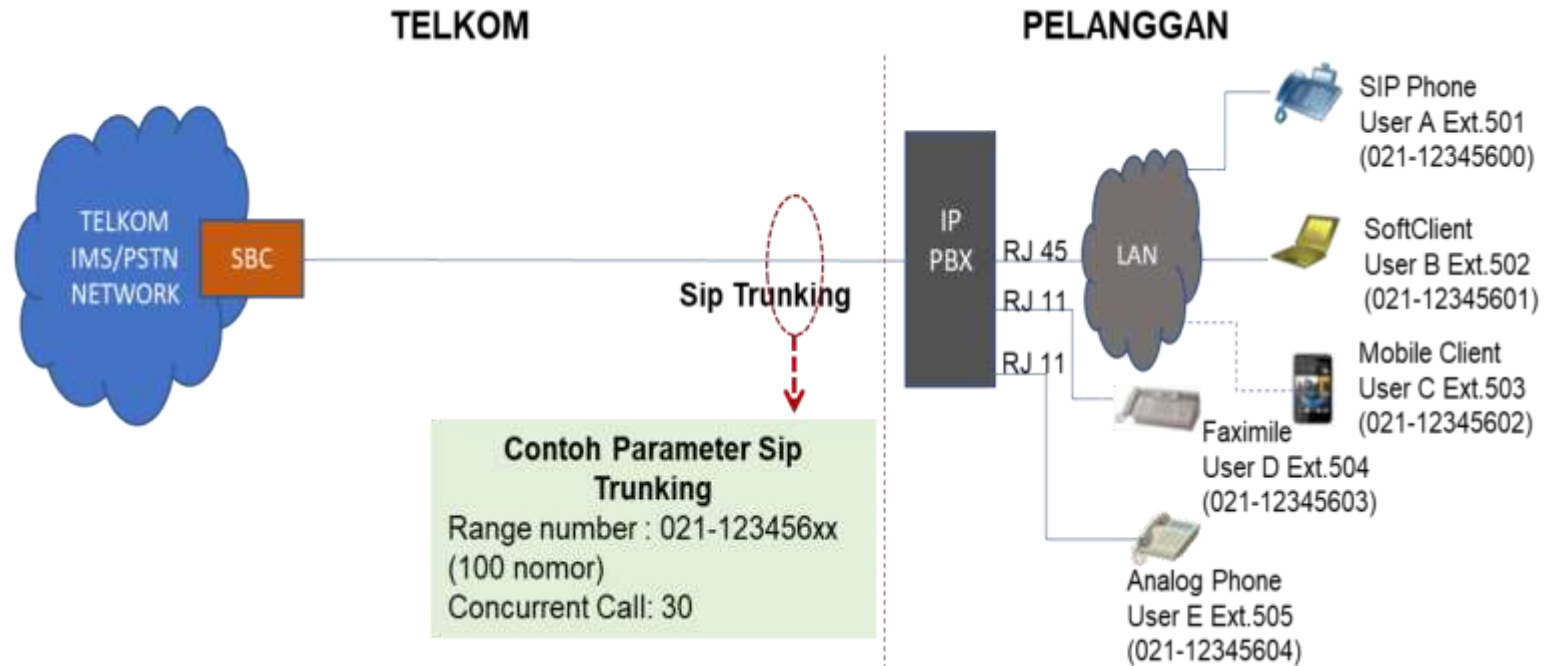 TELKOM
PELANGGAN
TELKOM
IMS/PSTN
NETWORK
SBC
Sip Trunking
IP
PBX
RJ 45
RJ 11
RJ 11
LAN
SIP Phone
User A Ext.501
(021-12345600)
SoftClient
User B Ext.502
(021-12345601)
Mobile Client
User C Ext.503
(021-12345602)
Faximile
User D Ext.504
(021-12345603)
Analog Phone
User E Ext.505
(021-12345604)
Contoh Parameter Sip
Trunking
Range number : 021-123456xx
(100 nomor)
Concurrent Call: 30